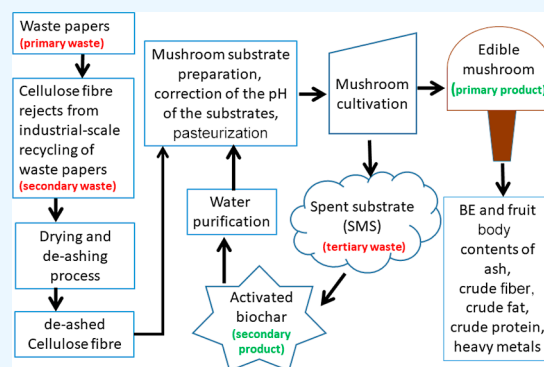 Waste papers
(primary waste)
Cellulose fibre
rejects from
industrial-scale
recycling of
waste papers
(secondary waste)
Drying and
de-ashing
process
de-ashed
Cellulose fibre
Mushroom substrate
preparation,
correction of the pH
of the substrates,
pasteurization
Water
purification
Mushroom
cultivation
Spent substrate
(SMS)
(tertiary waste)
Activated
biochar
(secondary
product)
Edible
mushroom
(primary product)
BE and fruit
body
contents of
ash,
crude fiber,
crude fat,
crude protein,
heavy metals